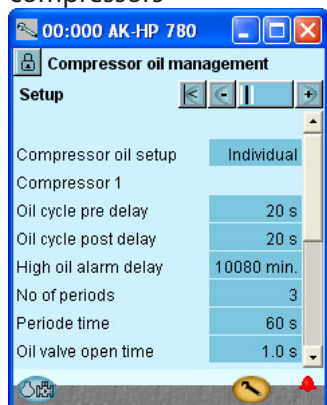 compressors
00:000 AK-HP 780
Compressor oil management
Setup
Compressor oil setup Individual
Compressor 1
Oil cycle pre delay 20 s
Oil cycle post delay 20 s
High oil alarm delay 10080 min.
No of periods 3
Periode time 60 s
Oil valve open time 1.0 s